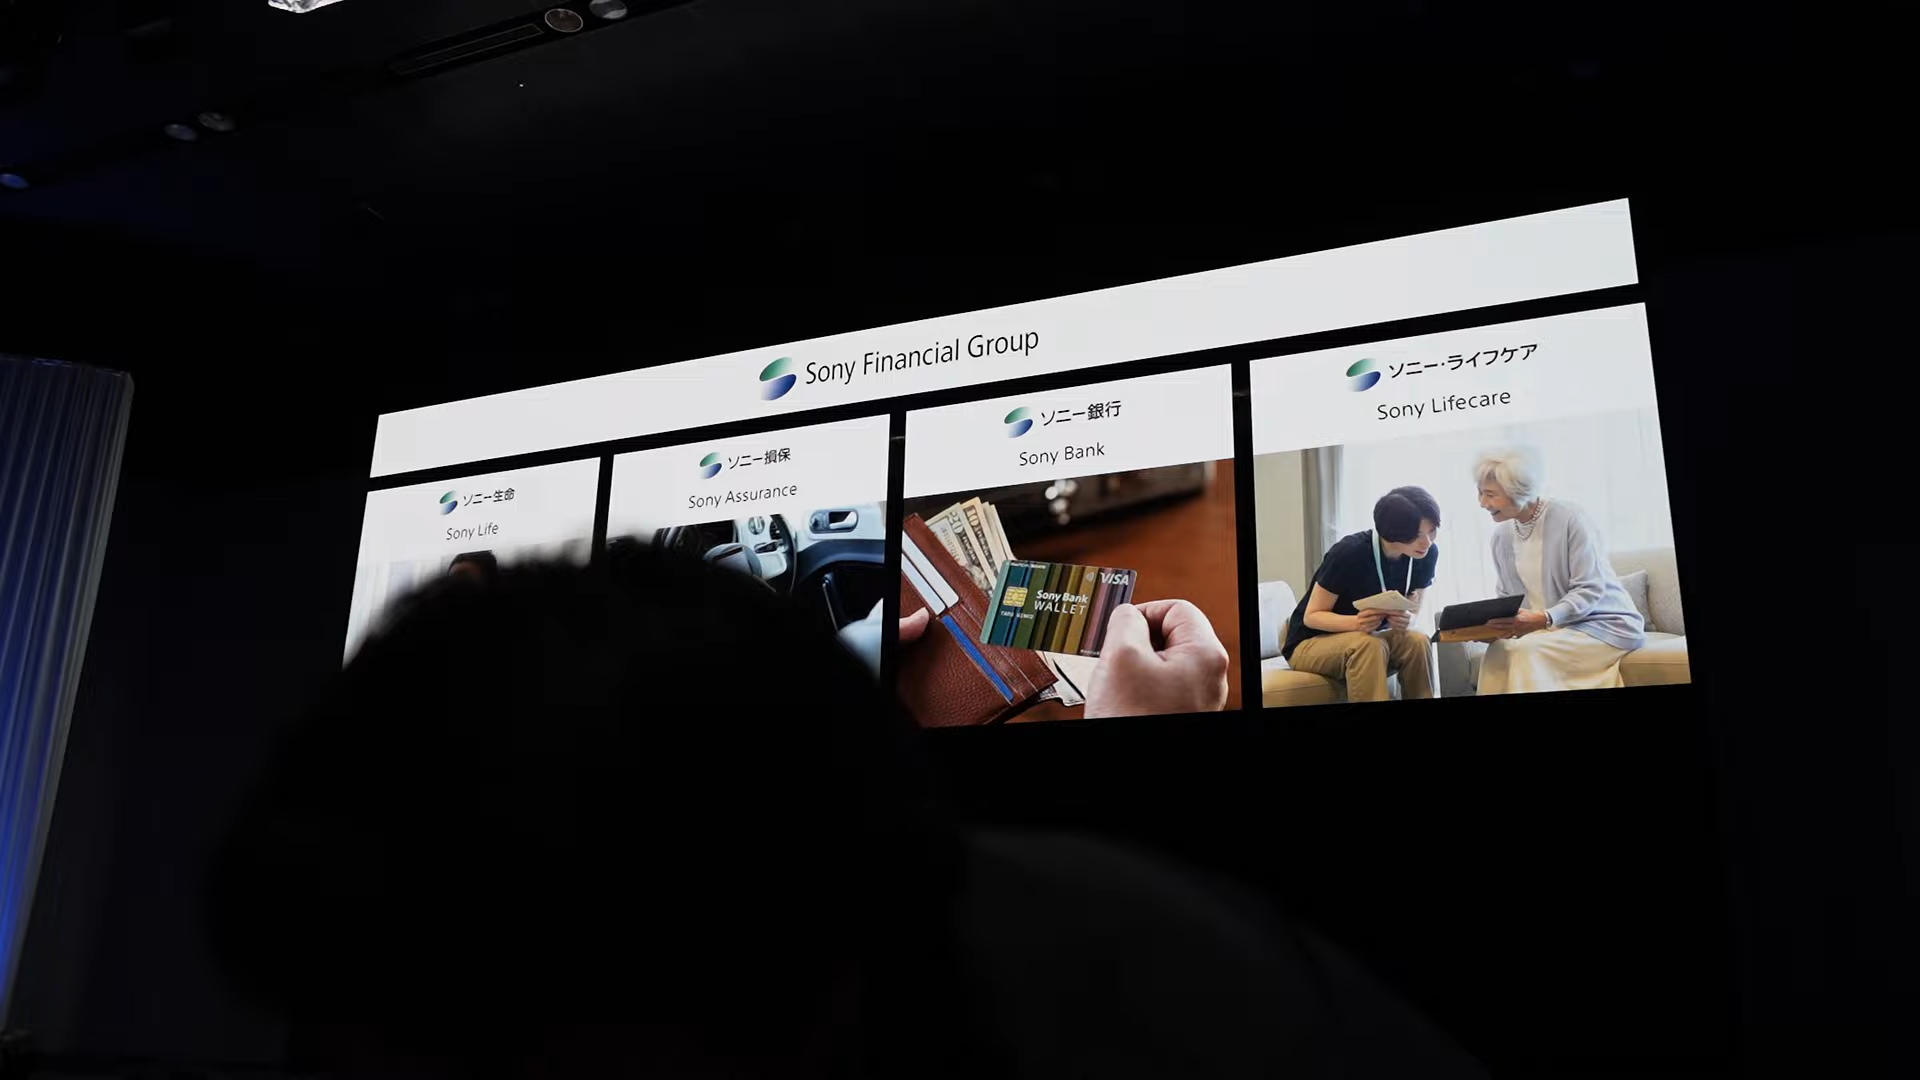 Sony Financial Group
ソニー生命
Sony Life
ソニー損保
Sony Assurance
ソニー銀行
Sony Bank
VISA
Sony Bank
WALLET
ソニー・ライフケア
Sony Lifecare